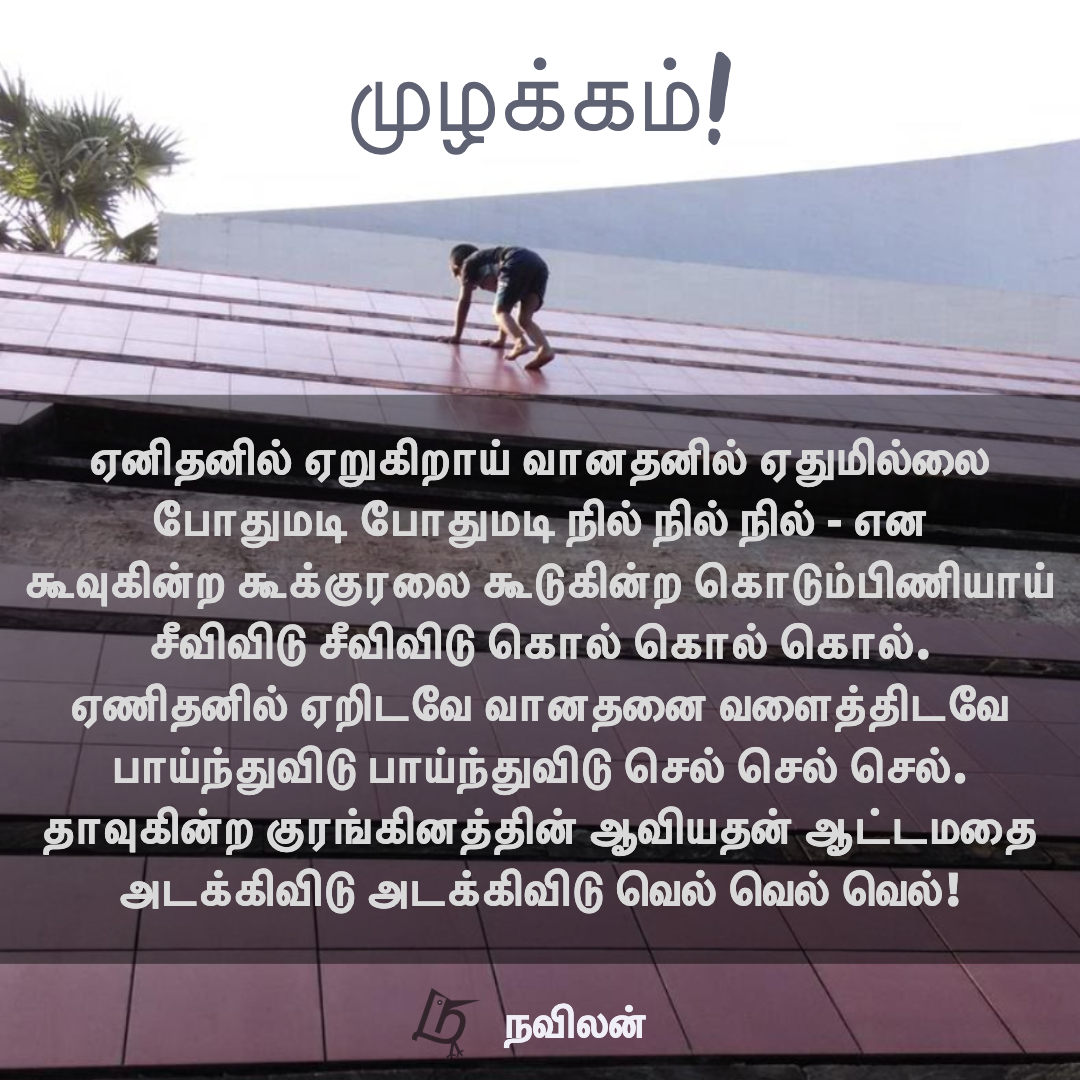 முழக்கம்!
ஏனிதனில் ஏறுகிறாய் வானதனில் ஏதுமில்லை
போதுமடி போதுமடி நில் நில் நில் - என
கூவுகின்ற கூக்குரலை கூடுகின்ற கொடும்பிணியாய்
சீவிவிடு சீவிவிடு கொல் கொல் கொல்.
ஏணிதனில் ஏறிடவே வானதனை வளைத்திடவே
பாய்ந்துவிடு பாய்ந்துவிடு செல் செல் செல்.
தாவுகின்ற குரங்கினத்தின் ஆவியதன் ஆட்டமதை
அடக்கிவிடு அடக்கிவிடு வெல் வெல் வெல்!
நவிலன்